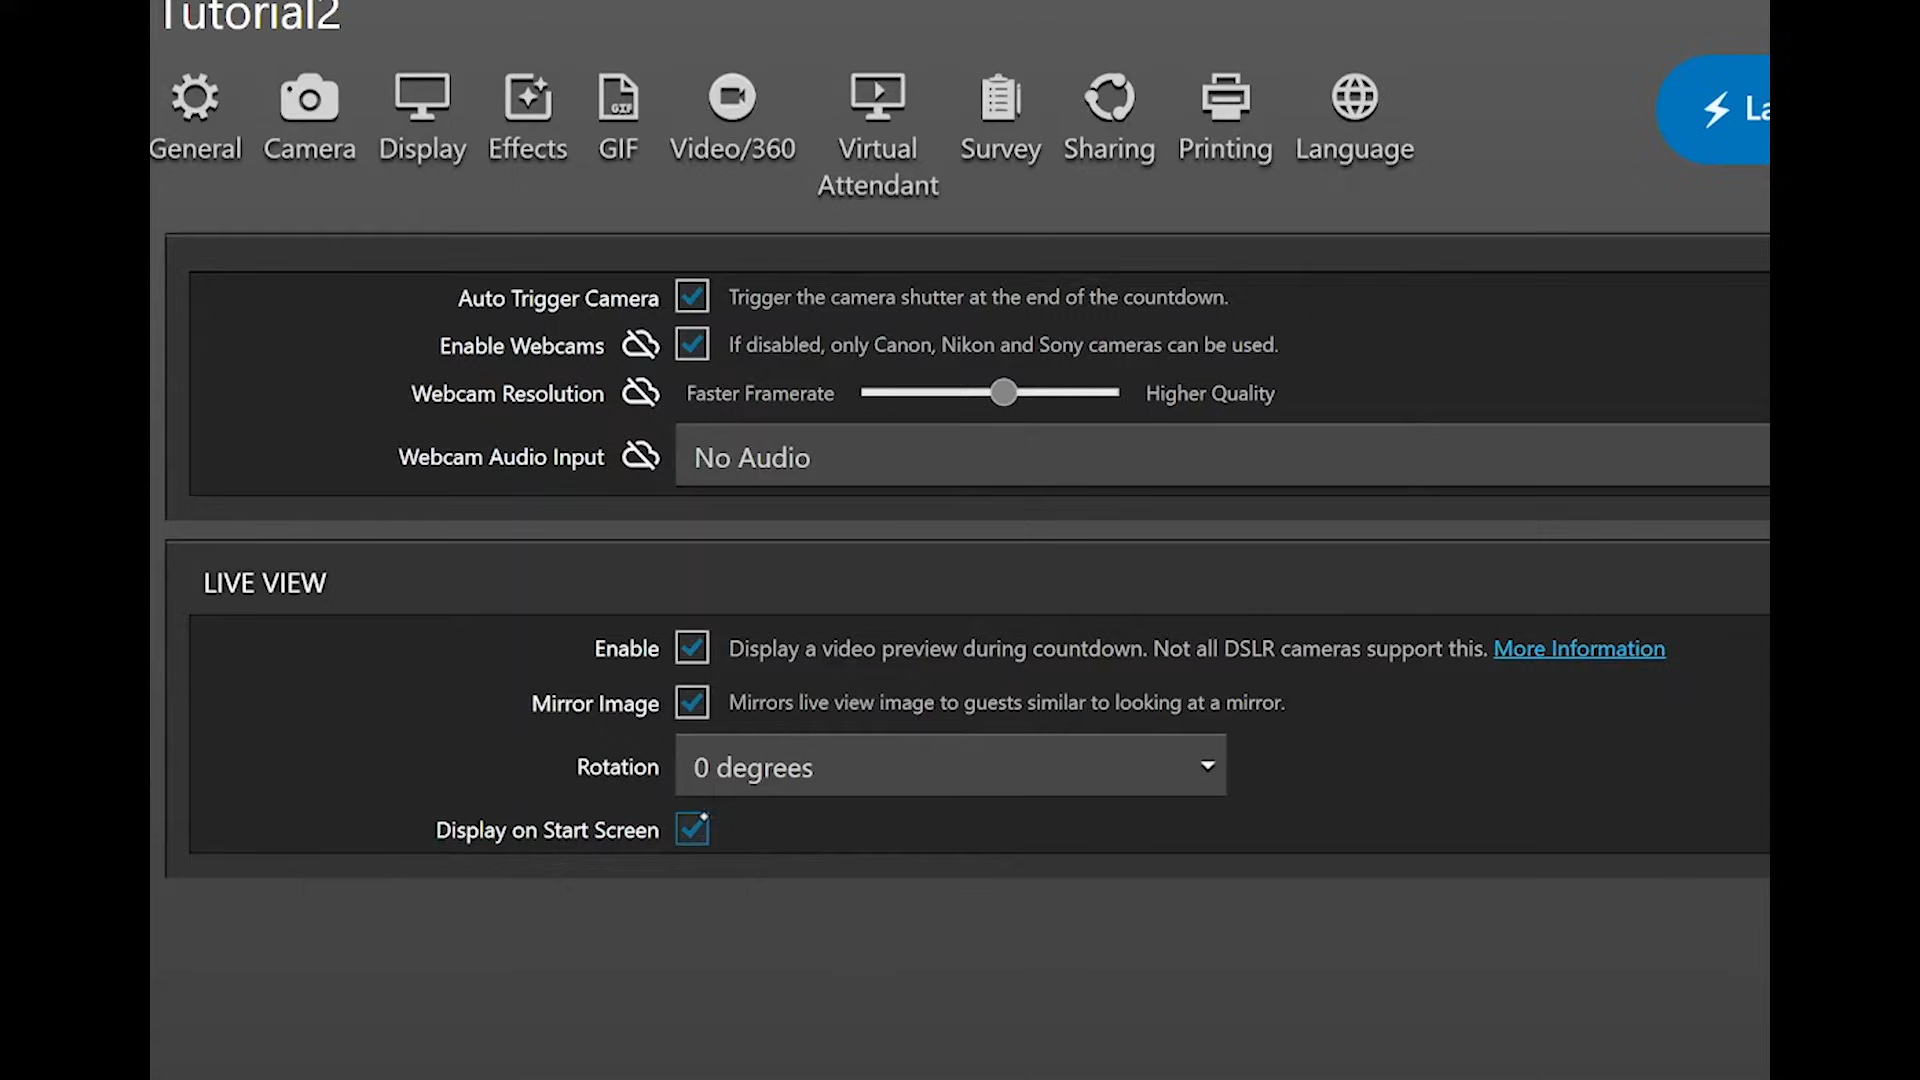 Tutorial2
General Camera Display Effects GIF Video/360 Virtual Attendant Survey Sharing Printing Language
Auto Trigger Camera Trigger the camera shutter at the end of the countdown.
Enable Webcams If disabled, only Canon, Nikon and Sony cameras can be used.
Webcam Resolution Faster Framerate Higher Quality
Webcam Audio Input No Audio
LIVE VIEW
Enable Display a video preview during countdown. Not all DSLR cameras support this. More Information
Mirror Image Mirrors live view image to guests similar to looking at a mirror.
Rotation 0 degrees
Display on Start Screen